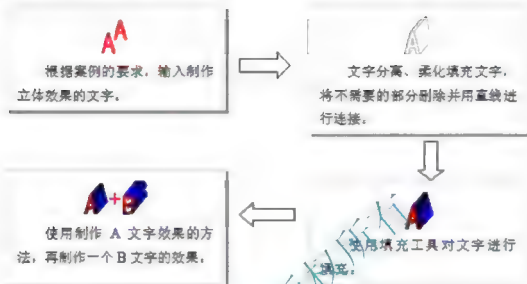 AA
根据案例的要求，输入制作
立体效果的文字。
A
文字分离、柔化填充文字，
将不需要的部分删除并用直线进
行连接。
A
使用填充工具对文字进行
填充。
A+B
使用制作 A 文字效果的方
法，再制作一个 B 文字的效果。